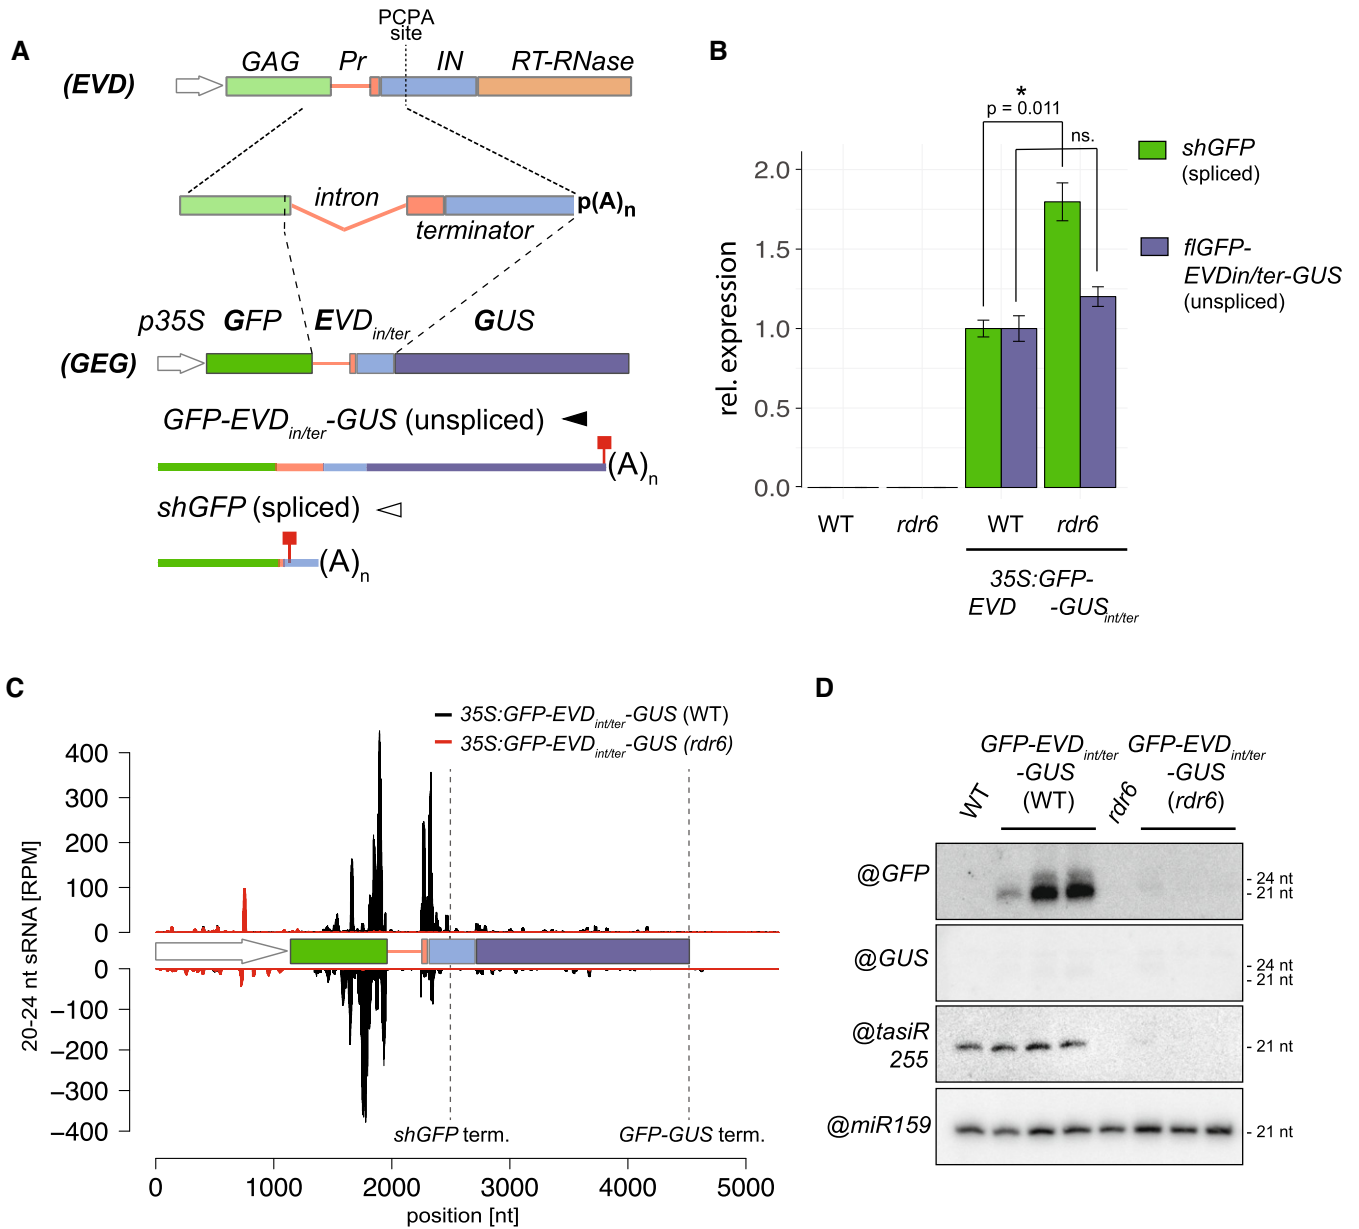 A
PCPA
site
GAG Pr IN RT-RNase
(EVD)
intron
p(A)n
terminator
p35S GFP EVDin/ter GUS
(GEG)
GFP-EVDin/ter-GUS (unspliced)
(A)n
shGFP (spliced)
(A)n
B
*
p = 0.011
ns.
shGFP
(spliced)
flGFP-
EVDin/ter-GUS
(unspliced)
rel. expression
2.0
1.5
1.0
0.5
0.0
WT rdr6 WT rdr6
35S:GFP-
EVD -GUSint/ter
C
35S:GFP-EVDint/ter-GUS (WT)
35S:GFP-EVDint/ter-GUS (rdr6)
20-24 nt sRNA [RPM]
400
300
200
100
0
0
−100
−200
−300
−400
shGFP term.
GFP-GUS term.
0 1000 2000 3000 4000 5000
position [nt]
D
WT
GFP-EVDint/ter
-GUS
(WT)
rdr6
GFP-EVDint/ter
-GUS
(rdr6)
@GFP
- 24 nt
- 21 nt
@GUS
- 24 nt
- 21 nt
@tasiR
255
- 21 nt
@miR159
- 21 nt